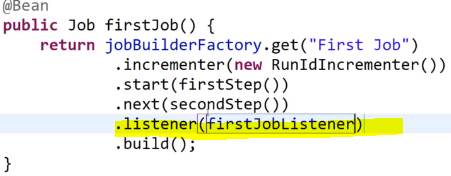 @Bean
public Job firstJob() {
return jobBuilderFactory.get("First Job")
.incrementer(new RunIdIncrementer())
.start(firstStep())
.next(secondStep())
.listener(firstJobListener)
.build();
}